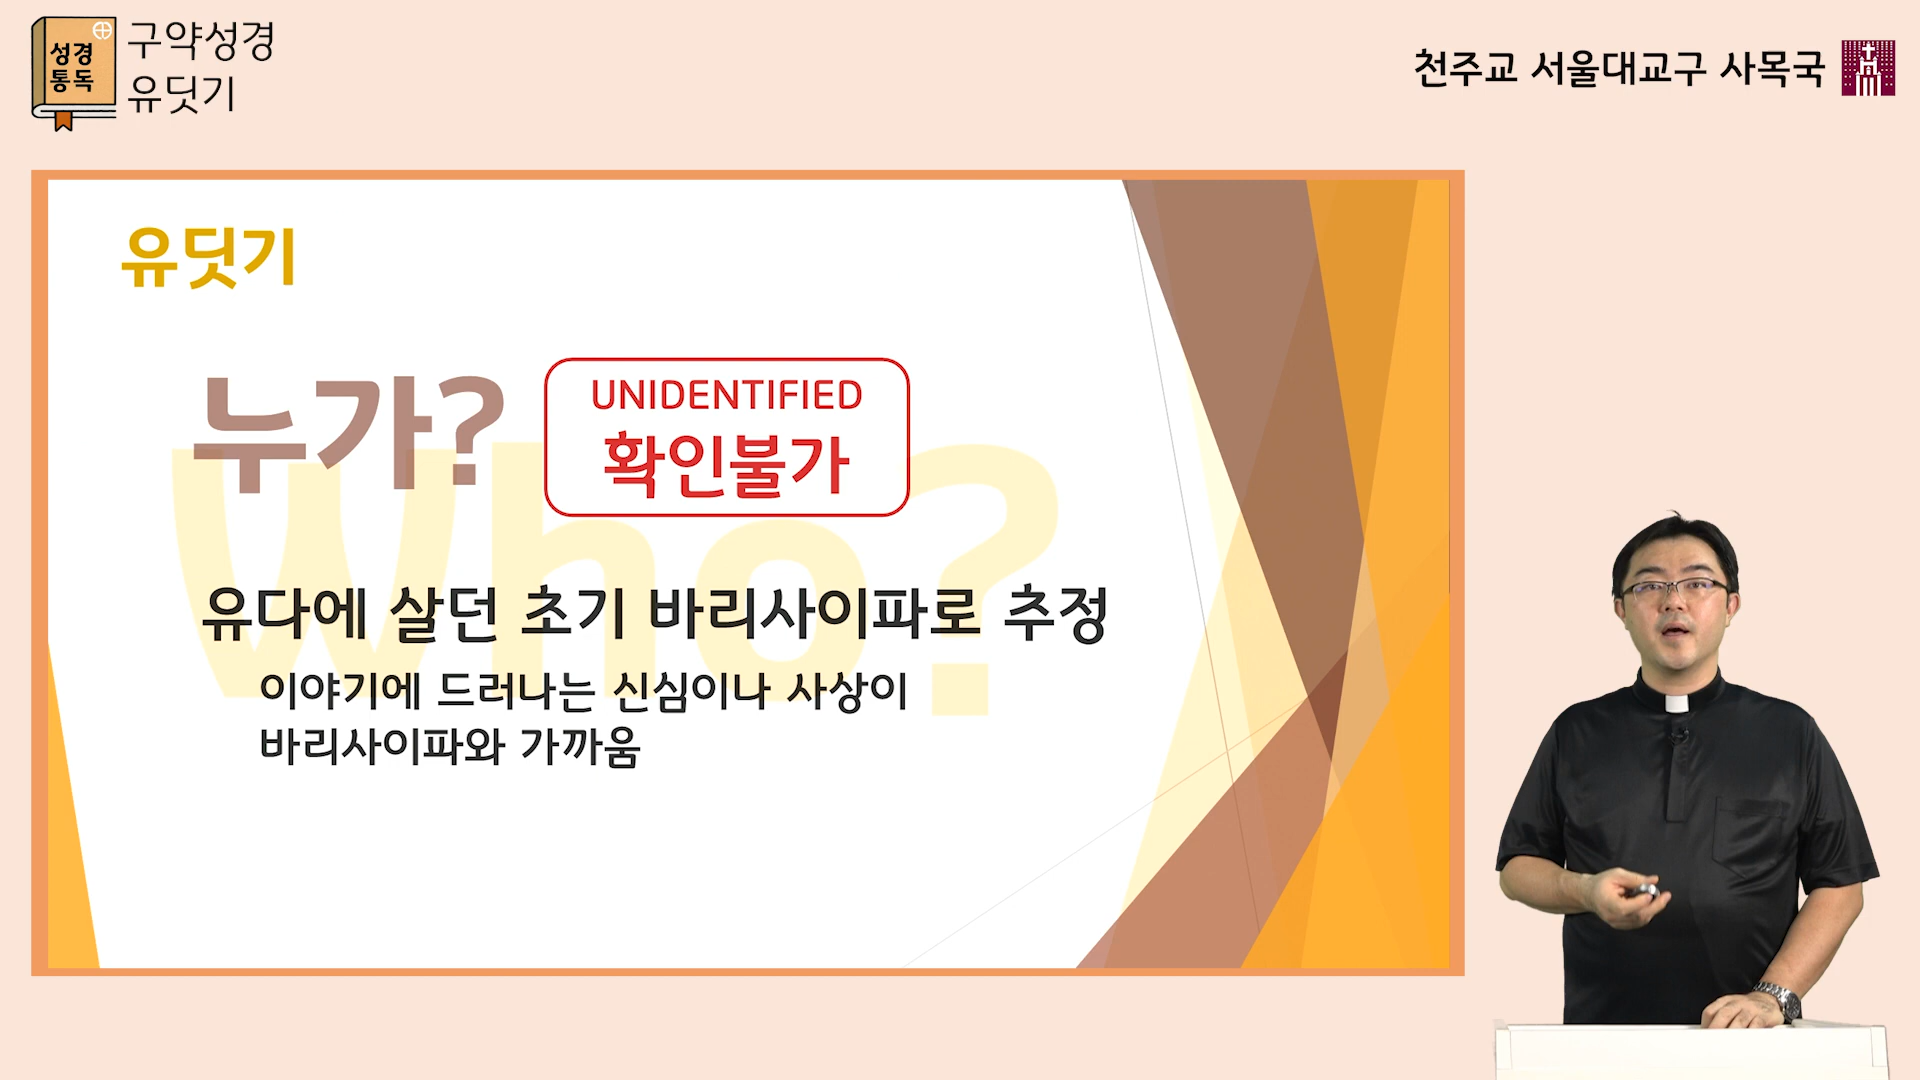 성경
통독
구약성경
유딧기
천주교 서울대교구 사목국
유딧기
누가?
UNIDENTIFIED
확인불가
Who?
유다에 살던 초기 바리사이파로 추정
이야기에 드러나는 신심이나 사상이
바리사이파와 가까움